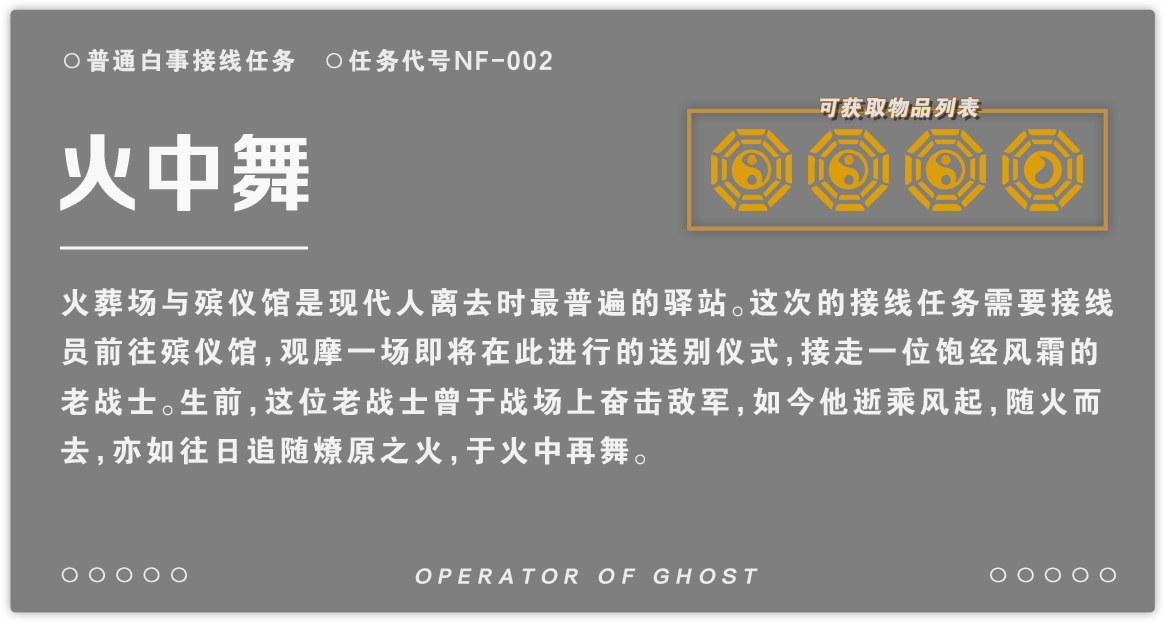 ○普通白事接线任务 ○任务代号NF-002
可获取物品列表
火中舞
火葬场与殡仪馆是现代人离去时最普遍的驿站。这次的接线任务需要接线
员前往殡仪馆,观摩一场即将在此进行的送别仪式,接走一位饱经风霜的
老战士。生前,这位老战士曾于战场上奋击敌军,如今他逝乘风起,随火而
去,亦如往日追随燎原之火,于火中再舞。
OPERATOR OF GHOST